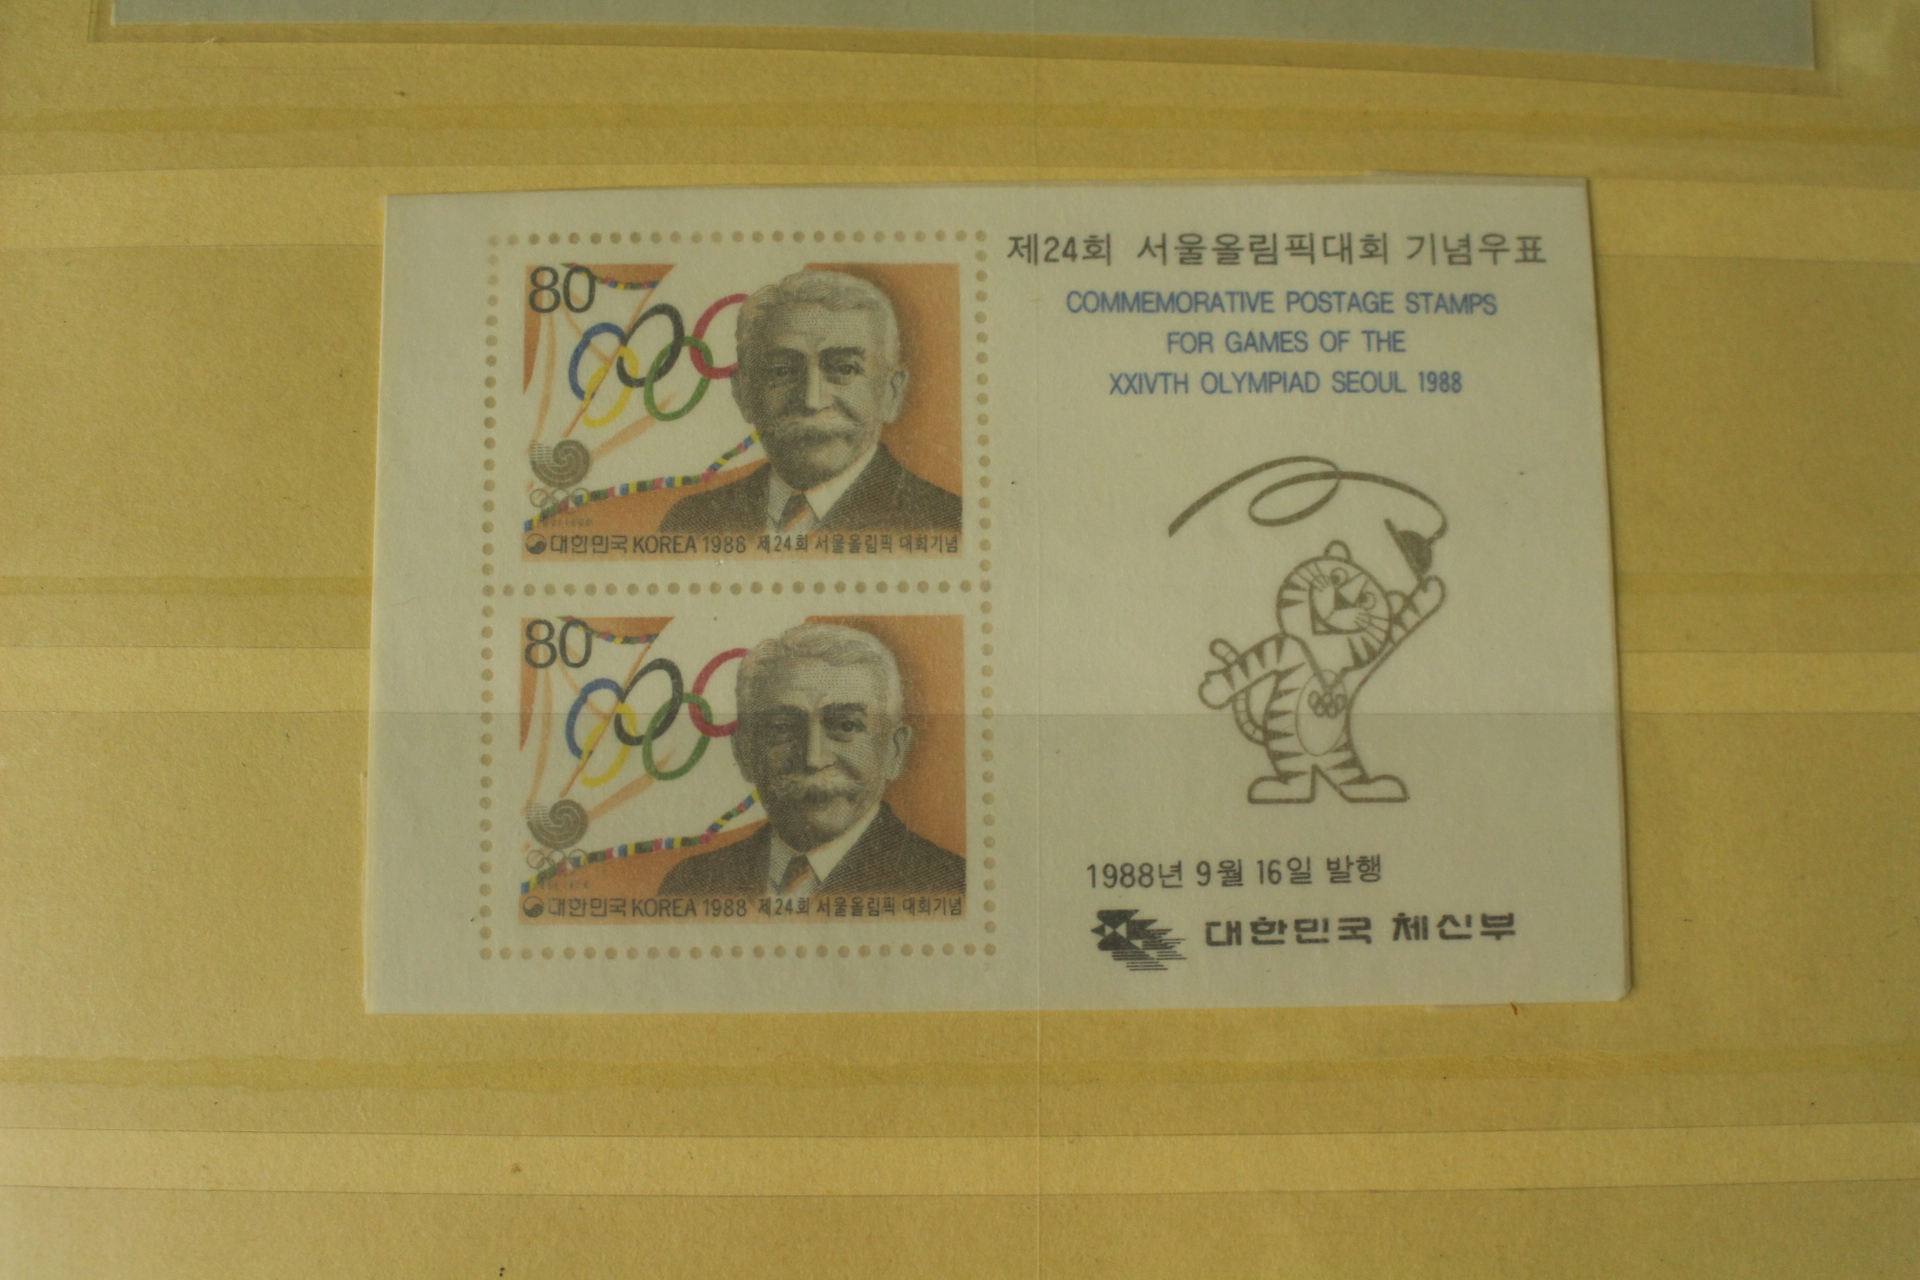 80
대한민국 KOREA 1988 제24회 서울올림픽 대회기념
80
대한민국 KOREA 1988 제24회 서울올림픽 대회기념
제24회 서울올림픽대회 기념우표
COMMEMORATIVE POSTAGE STAMPS
FOR GAMES OF THE
XXIVTH OLYMPIAD SEOUL 1988
1988년 9월 16일 발행
대한민국 체신부